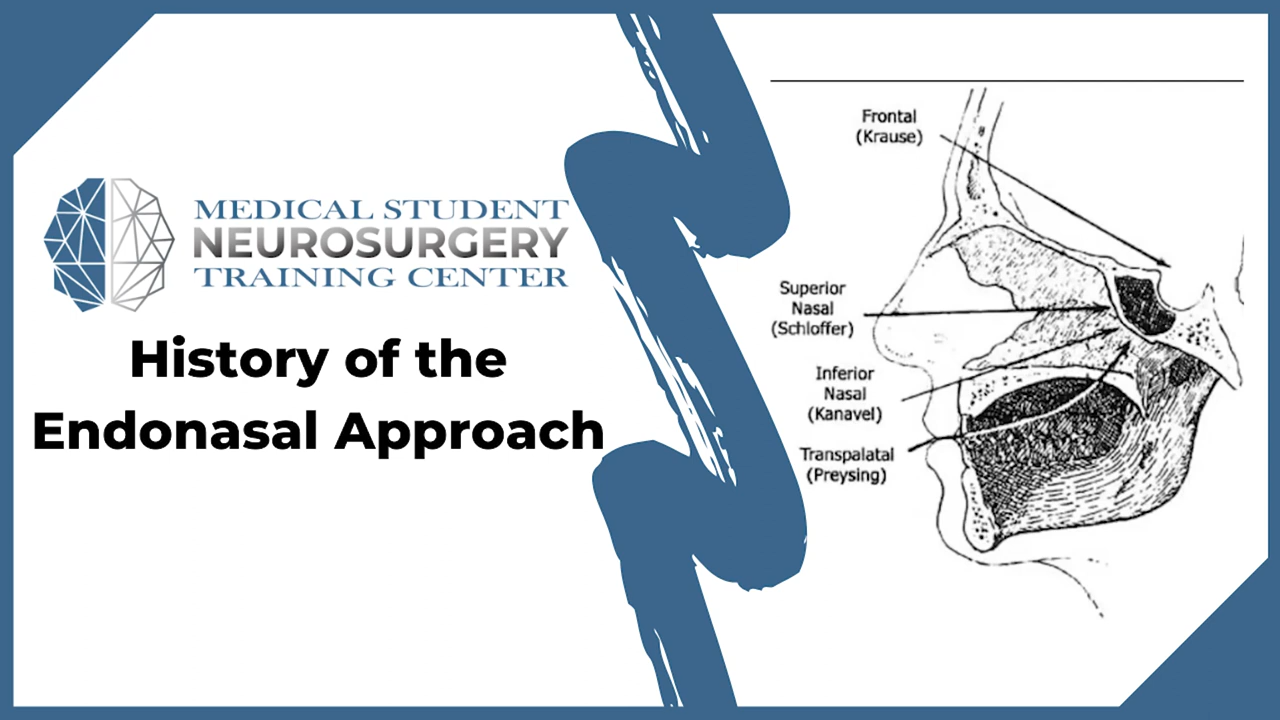 MEDICAL STUDENT
NEUROSURGERY
TRAINING CENTER
History of the
Endonasal Approach
Frontal
(Krause)
Superior
Nasal
(Schloffer)
Inferior
Nasal
(Kanavel)
Transpalatal
(Preysing)